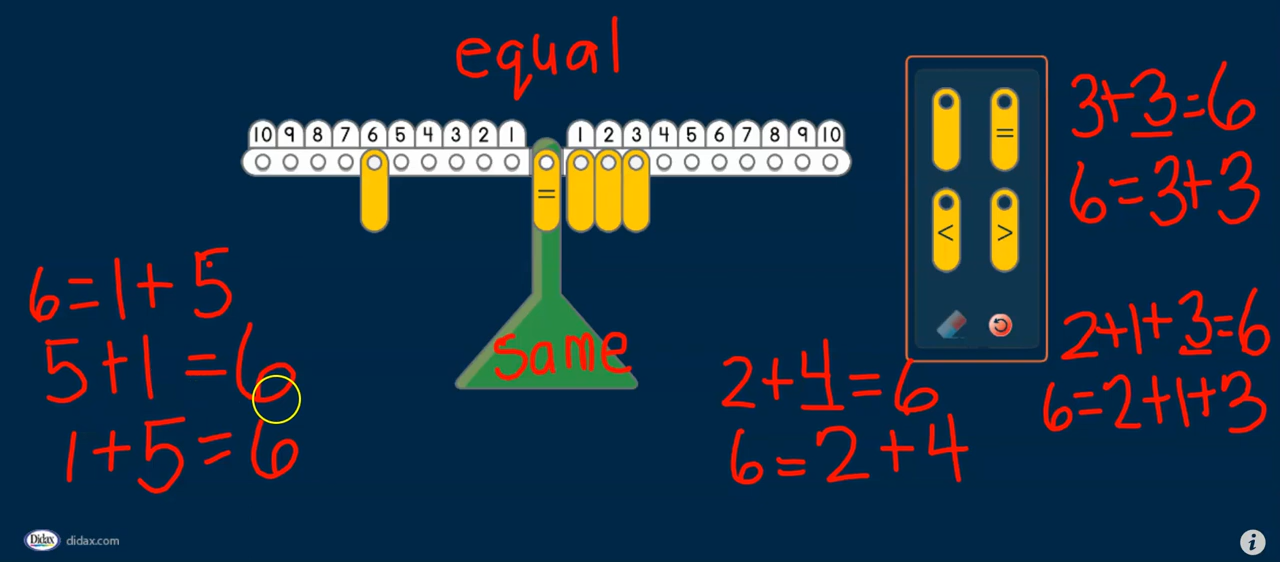 equal
10 9 8 7 6 5 4 3 2 1 1 2 3 4 5 6 7 8 9 10
=
=
< >
3+3=6
6=3+3
6=1+5
5+1=6
1+5=6
same
2+4=6
6=2+4
2+1+3=6
6=2+1+3
Didax didax.com
i